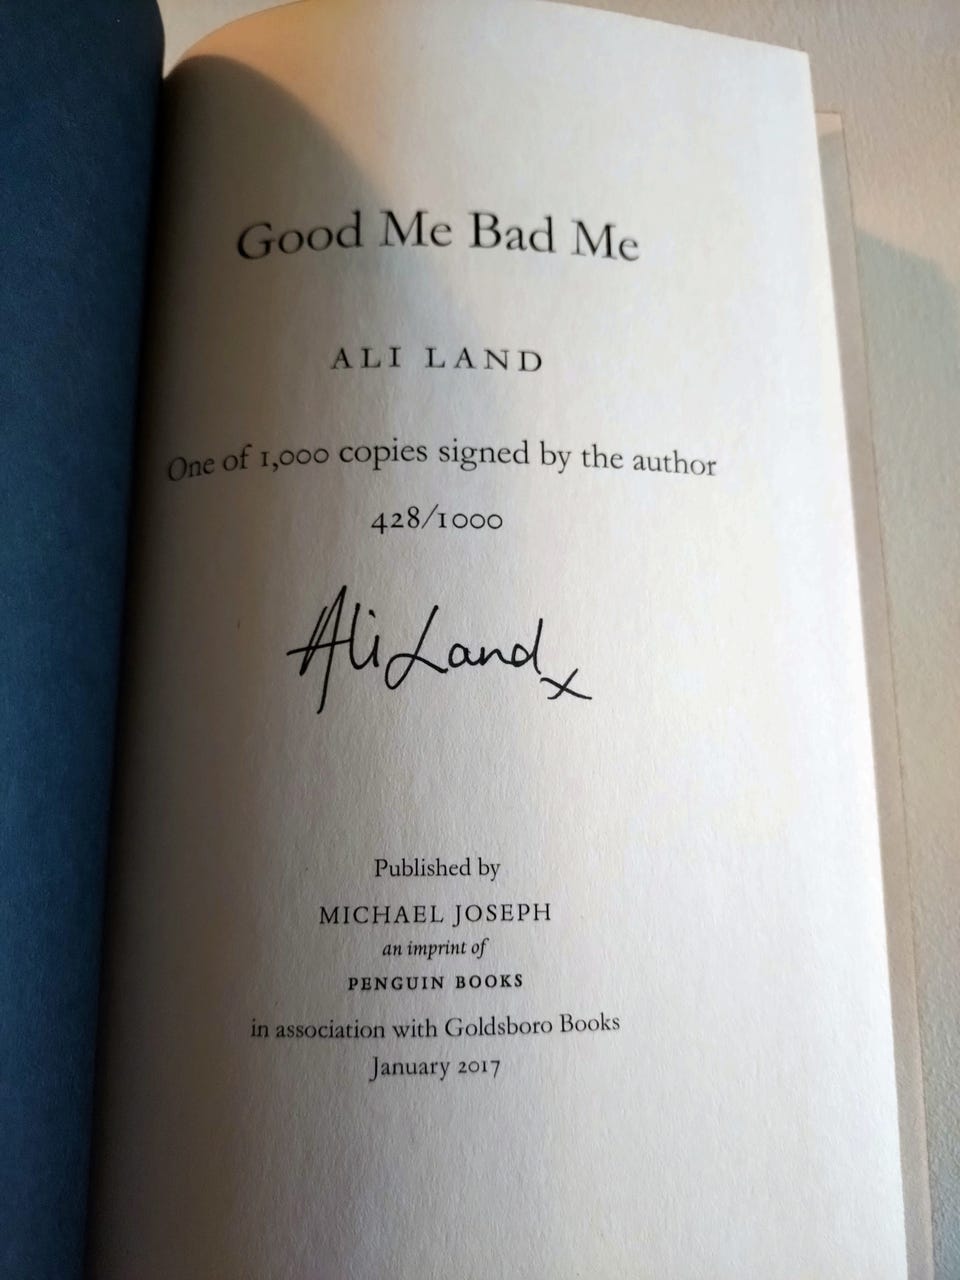 Good Me Bad Me
ALI LAND
One of 1,000 copies signed by the author
428/1000
Ali Land x
Published by
MICHAEL JOSEPH
an imprint of
PENGUIN BOOKS
in association with Goldsboro Books
January 2017